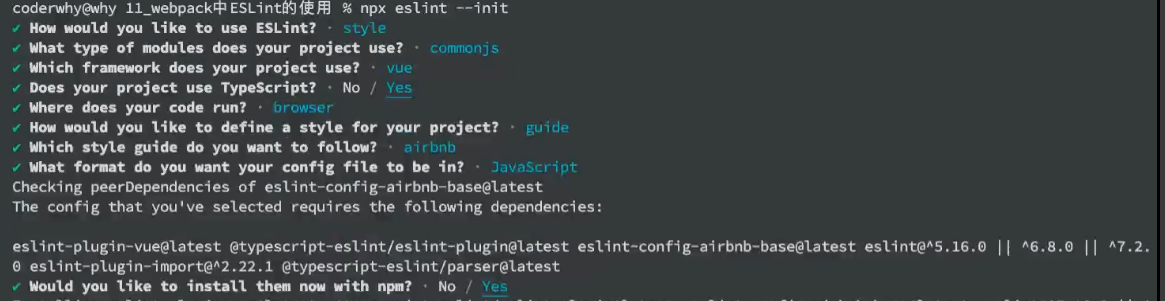 coderwhy@why 11_webpack中ESLint的使用 % npx eslint --init
✔ How would you like to use ESLint? · style
✔ What type of modules does your project use? · commonjs
✔ Which framework does your project use? · vue
✔ Does your project use TypeScript? · No / Yes
✔ Where does your code run? · browser
✔ How would you like to define a style for your project? · guide
✔ Which style guide do you want to follow? · airbnb
✔ What format do you want your config file to be in? · JavaScript
Checking peerDependencies of eslint-config-airbnb-base@latest
The config that you've selected requires the following dependencies:
eslint-plugin-vue@latest @typescript-eslint/eslint-plugin@latest eslint-config-airbnb-base@latest eslint@^5.16.0 || ^6.8.0 || ^7.2.
0 eslint-plugin-import@^2.22.1 @typescript-eslint/parser@latest
✔ Would you like to install them now with npm? · No / Yes